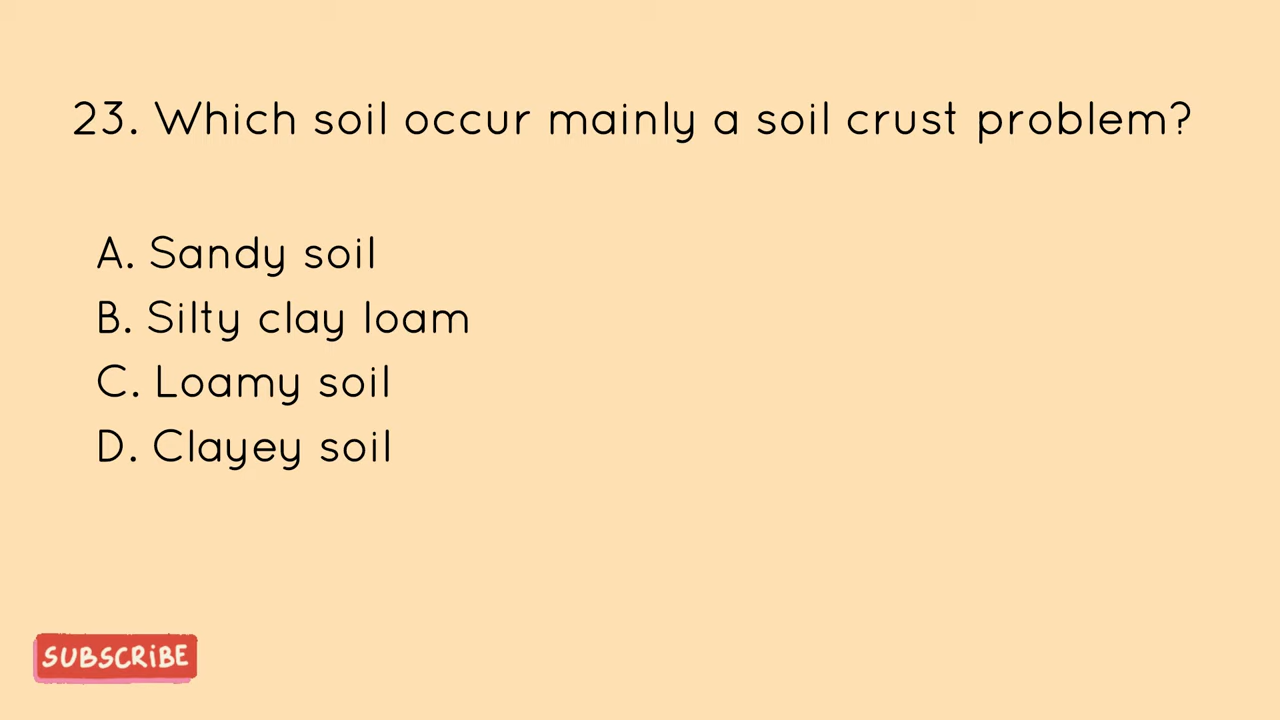 23. Which soil occur mainly a soil crust problem?
A. Sandy soil
B. Silty clay loam
C. Loamy soil
D. Clayey soil
SUBSCRiBE